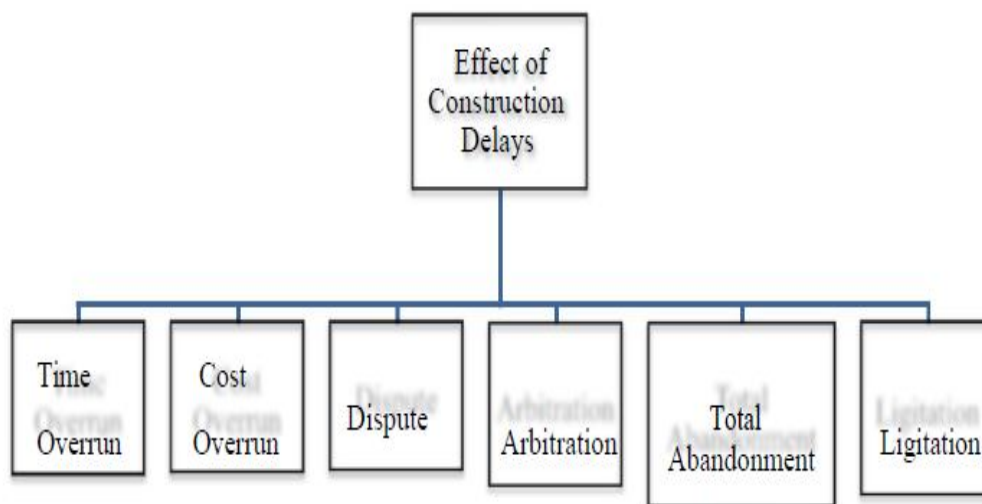 Effect of
Construction
Delays
Time
Overrun
Cost
Overrun
Dispute
Arbitration
Total
Abandonment
Ligitation